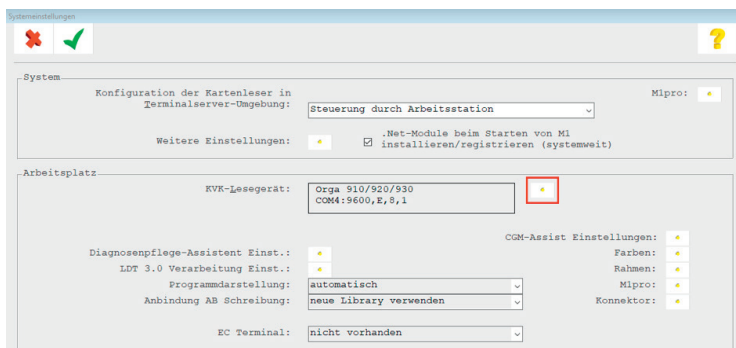 Systemeinstellungen
?
System
Konfiguration der Kartenleser in
Terminalserver-Umgebung:
Steuerung durch Arbeitsstation
M1pro:
Weitere Einstellungen:
.Net-Module beim Starten von M1
installieren/registrieren (systemweit)
Arbeitsplatz
KVK-Lesegerät:
Orga 910/920/930
COM4:9600,E,8,1
CGM-Assist Einstellungen:
Diagnosenpflege-Assistent Einst.:
Farben:
LDT 3.0 Verarbeitung Einst.:
Rahmen:
Programmdarstellung:
automatisch
M1pro:
Anbindung AB Schreibung:
neue Library verwenden
Konnektor:
EC Terminal:
nicht vorhanden